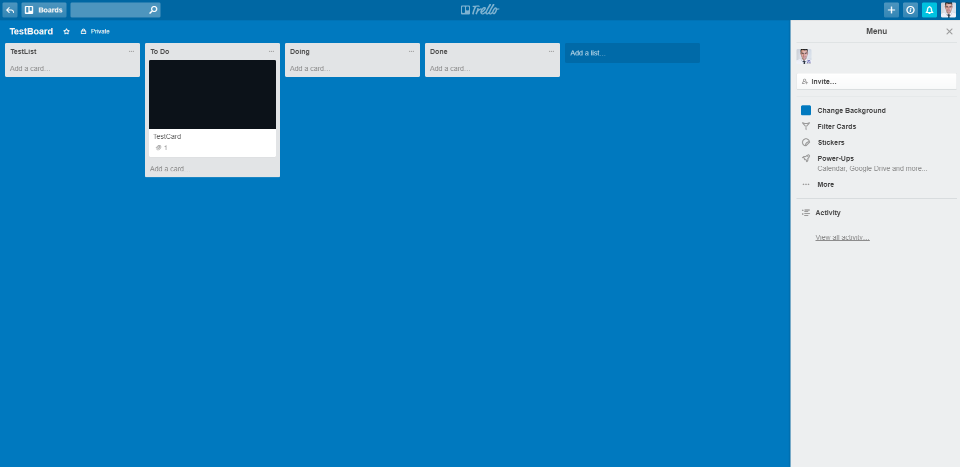 Boards
Trello
TestBoard
Private
TestList
Add a card...
To Do
TestCard
1
Add a card
Doing
Add a card...
Done
Add a card...
Add a list...
Menu
Invite...
Change Background
Filter Cards
Stickers
Power-Ups
Calendar, Google Drive and more...
More
Activity
View all activity...